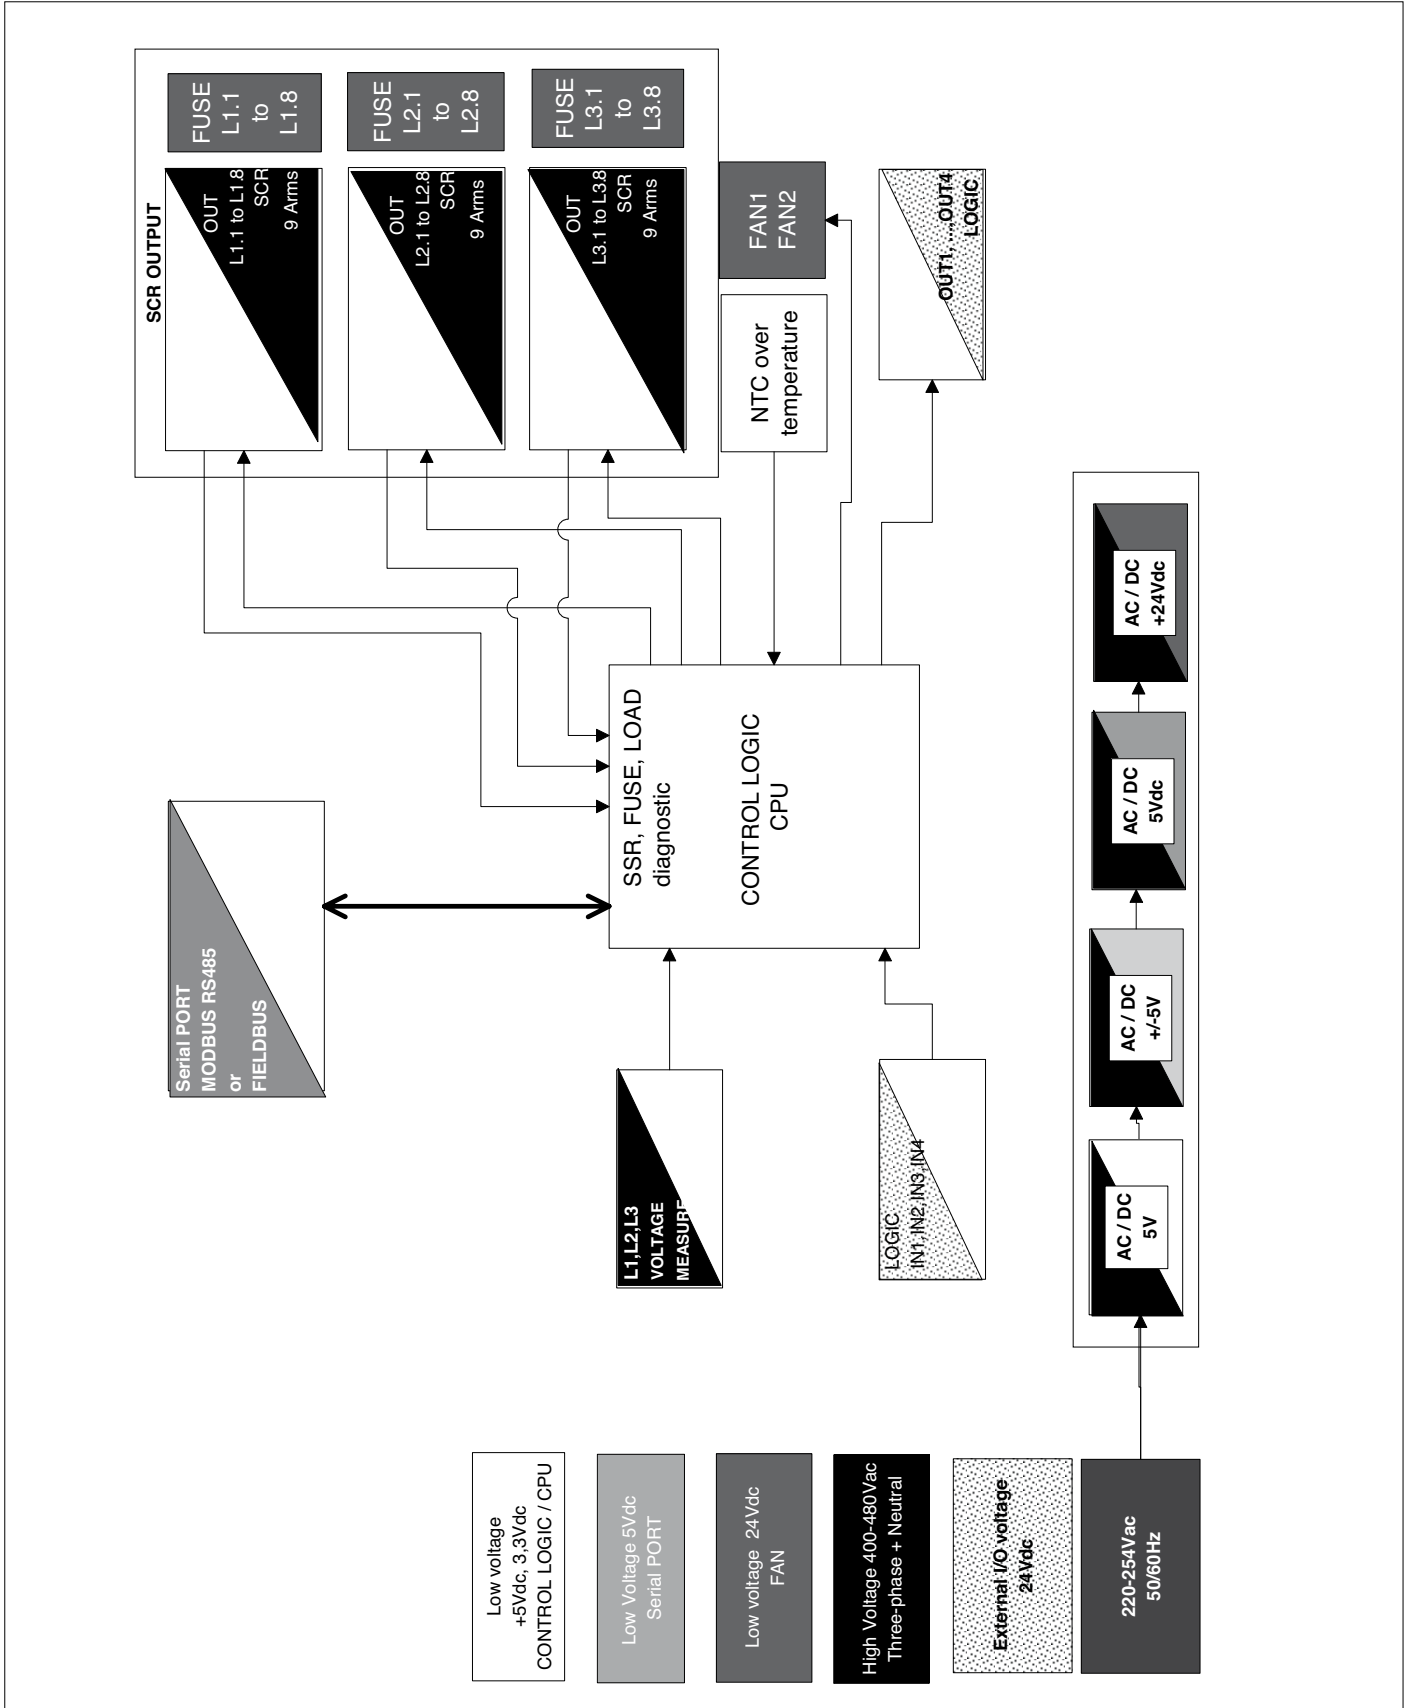 SCR OUTPUT
Serial PORT
MODBUS RS485
or
FIELDBUS
OUT
L1.1 to L1.8
SCR
9 Arms
FUSE
L1.1
to
L1.8
OUT
L2.1 to L2.8
SCR
9 Arms
FUSE
L2.1
to
L2.8
OUT
L3.1 to L3.8
SCR
9 Arms
FUSE
L3.1
to
L3.8
L1,L2,L3
VOLTAGE
MEASURE
SSR, FUSE, LOAD
diagnostic
CONTROL LOGIC
CPU
NTC over
temperature
FAN1
FAN2
LOGIC
IN1,IN2,IN3,IN4
OUT1, ...,OUT4
LOGIC
Low voltage
+5Vdc, 3,3Vdc
CONTROL LOGIC / CPU
Low Voltage 5Vdc
Serial PORT
Low voltage 24Vdc
FAN
High Voltage 400-480Vac
Three-phase + Neutral
External I/O voltage
24Vdc
220-254Vac
50/60Hz
AC / DC
5V
AC / DC
+/-5V
AC / DC
5Vdc
AC / DC
+24Vdc